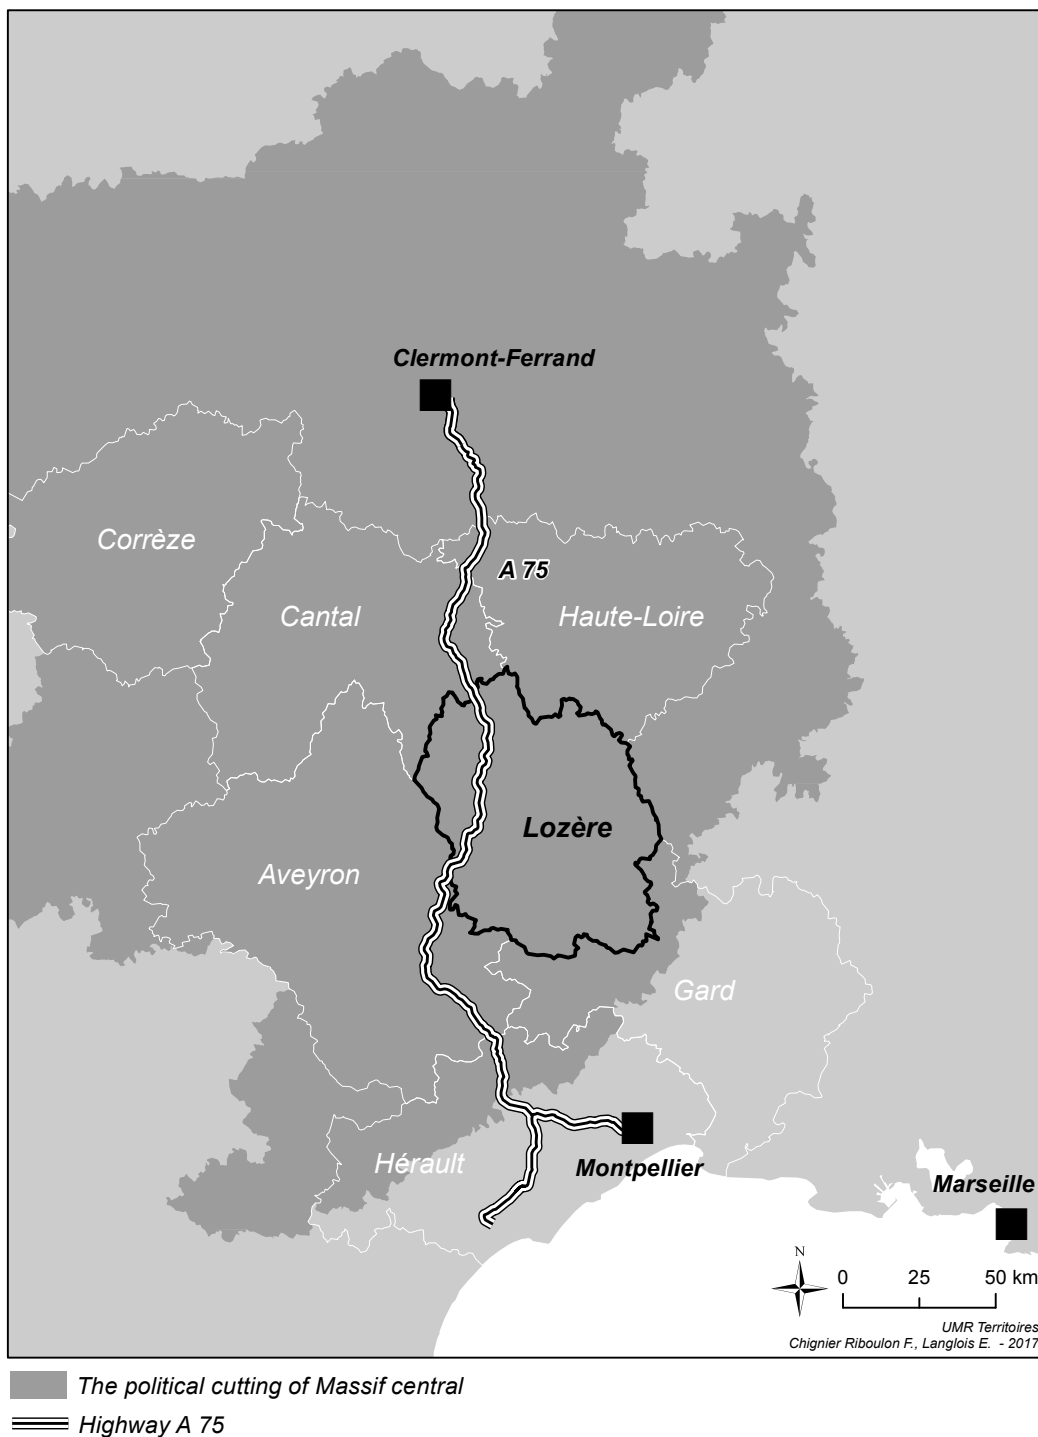 Clermont-Ferrand
Corrèze
A 75
Cantal
Haute-Loire
Lozère
Aveyron
Gard
Hérault
Montpellier
Marseille
N
0 25 50 km
UMR Territoires
Chignier Riboulon F., Langlois E. - 2017
The political cutting of Massif central
Highway A 75